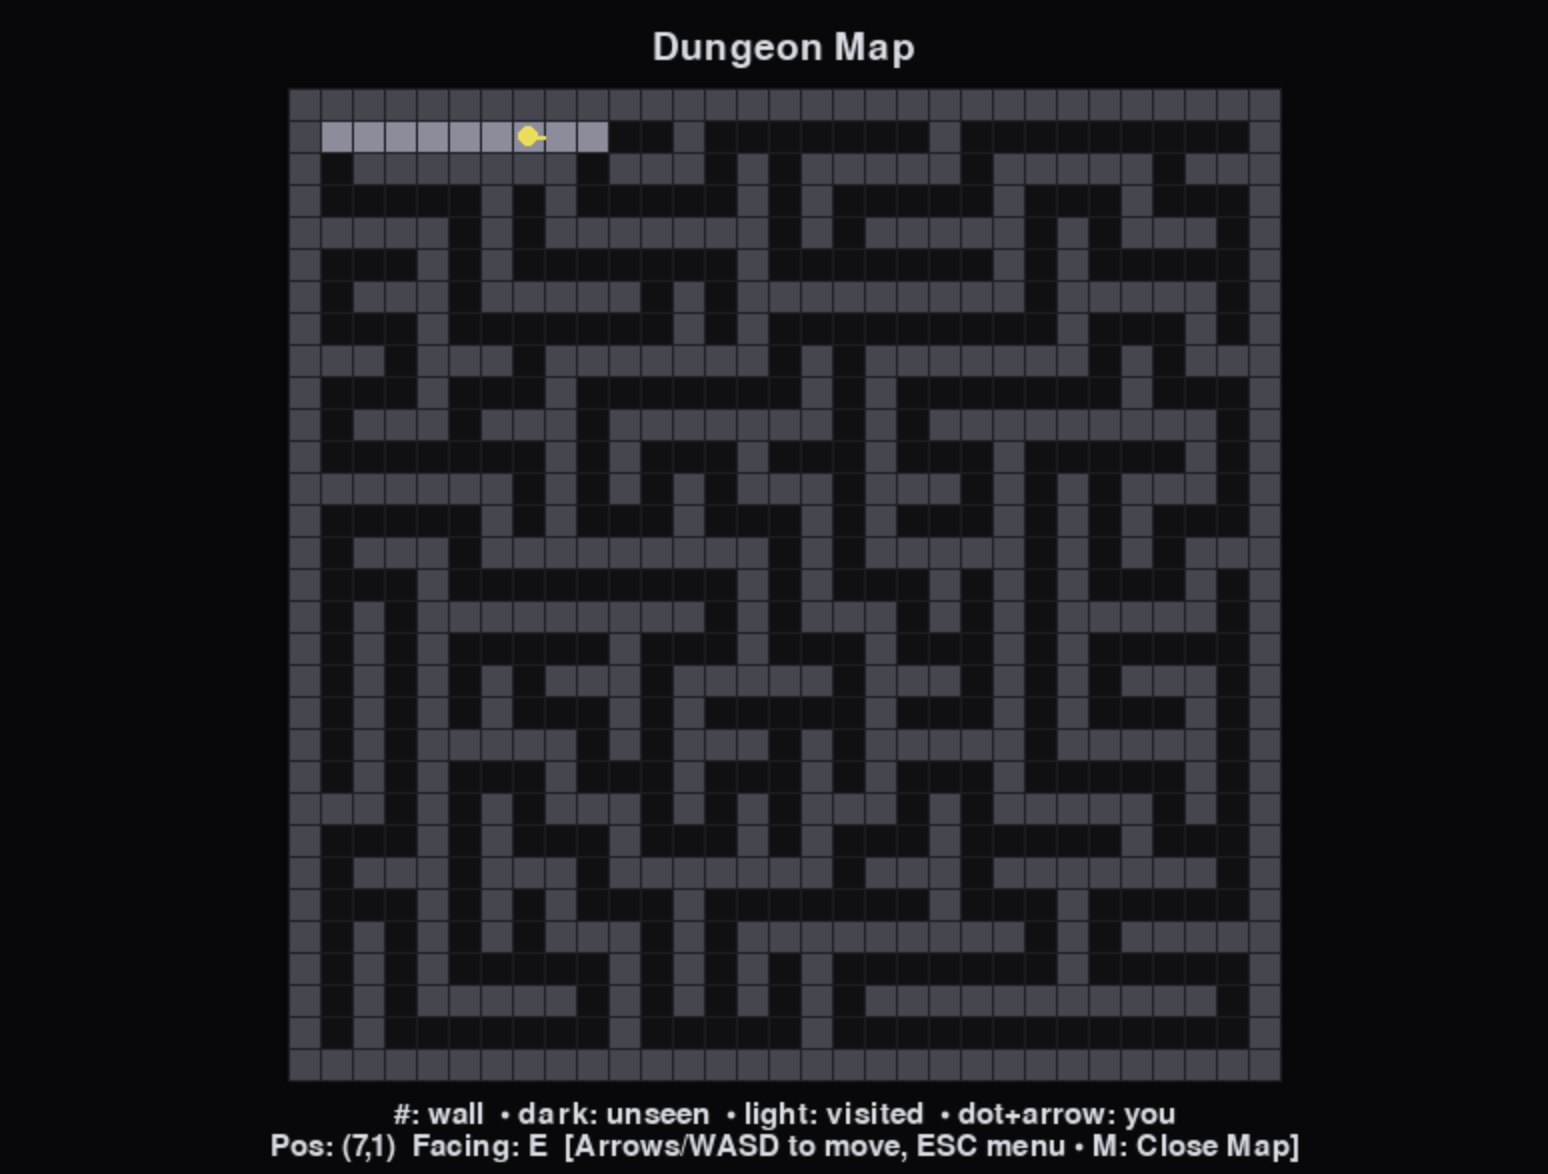 Dungeon Map
#: wall • dark: unseen • light: visited • dot+arrow: you
Pos: (7,1) Facing: E [Arrows/WASD to move, ESC menu • M: Close Map]